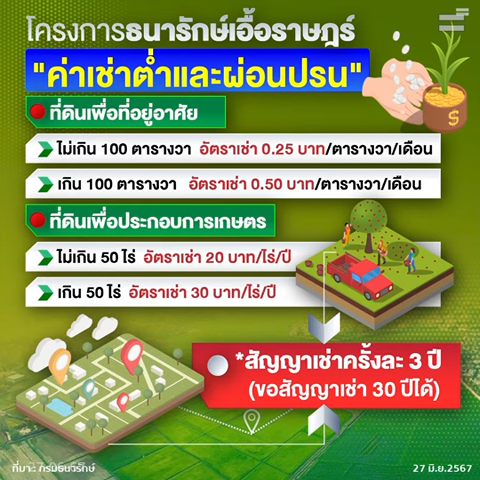 โครงการธนารักษ์เอื้อราษฎร์
"ค่าเช่าต่ำและผ่อนปรน"
ที่ดินเพื่อที่อยู่อาศัย
ไม่เกิน 100 ตารางวา อัตราเช่า 0.25 บาท/ตารางวา/เดือน
เกิน 100 ตารางวา อัตราเช่า 0.50 บาท/ตารางวา/เดือน
ที่ดินเพื่อประกอบการเกษตร
ไม่เกิน 50 ไร่ อัตราเช่า 20 บาท/ไร่/ปี
เกิน 50 ไร่ อัตราเช่า 30 บาท/ไร่/ปี
*สัญญาเช่าครั้งละ 3 ปี
(ขอสัญญาเช่า 30 ปีได้)
ที่มา: กรมธนารักษ์
27 มิ.ย.2567